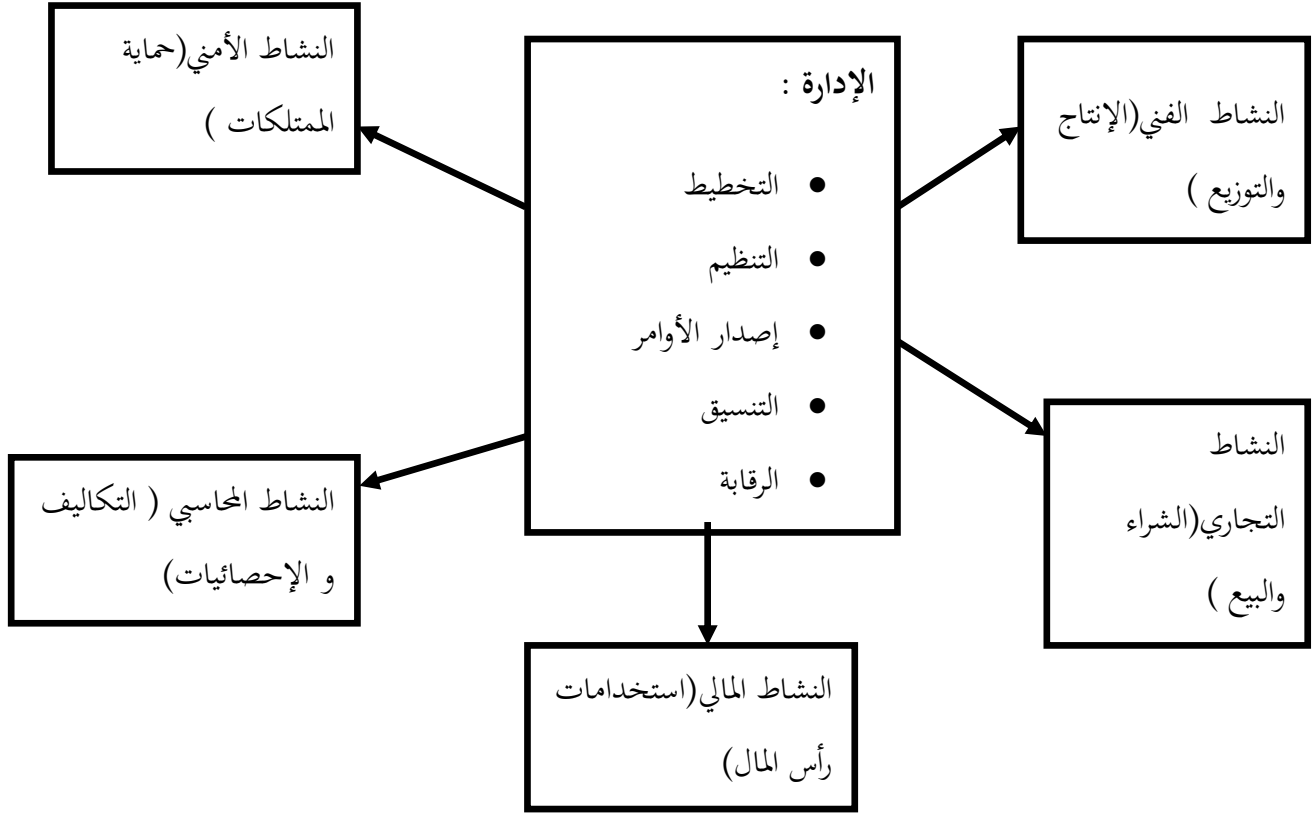 النشاط الأمني(حماية
الممتلكات )
الإدارة :
● التخطيط
● التنظيم
● إصدار الأوامر
● التنسيق
● الرقابة
النشاط الفني(الإنتاج
والتوزيع )
النشاط
التجاري(الشراء
والبيع )
النشاط المحاسبي ( التكاليف
و الإحصائيات)
النشاط المالي(استخدامات
رأس المال)